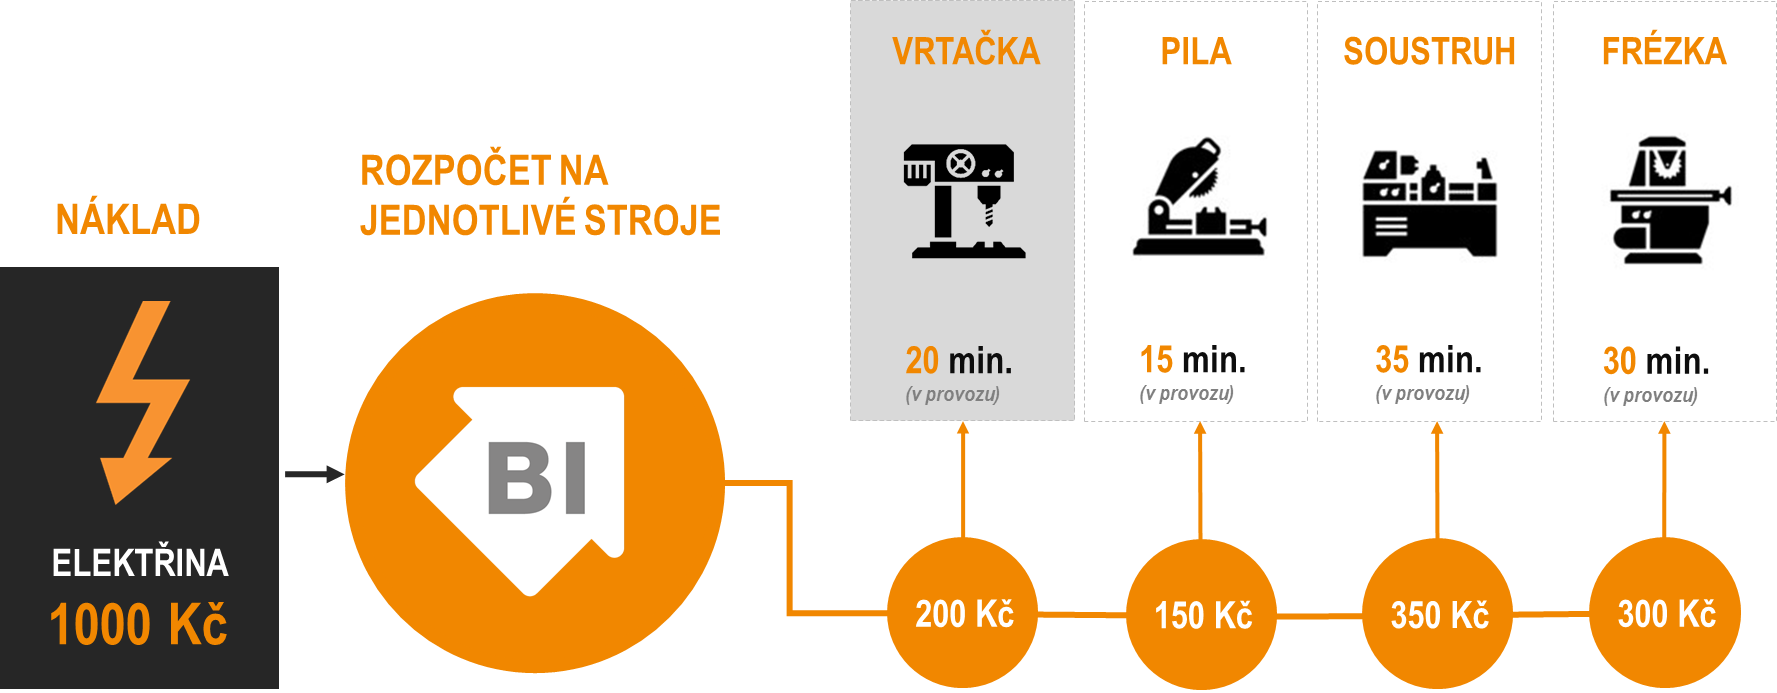 NÁKLAD
ELEKTŘINA
1000 Kč
ROZPOČET NA
JEDNOTLIVÉ STROJE
BI
VRTAČKA
20 min.
(v provozu)
200 Kč
PILA
15 min.
(v provozu)
150 Kč
SOUSTRUH
35 min.
(v provozu)
350 Kč
FRÉZKA
30 min.
(v provozu)
300 Kč